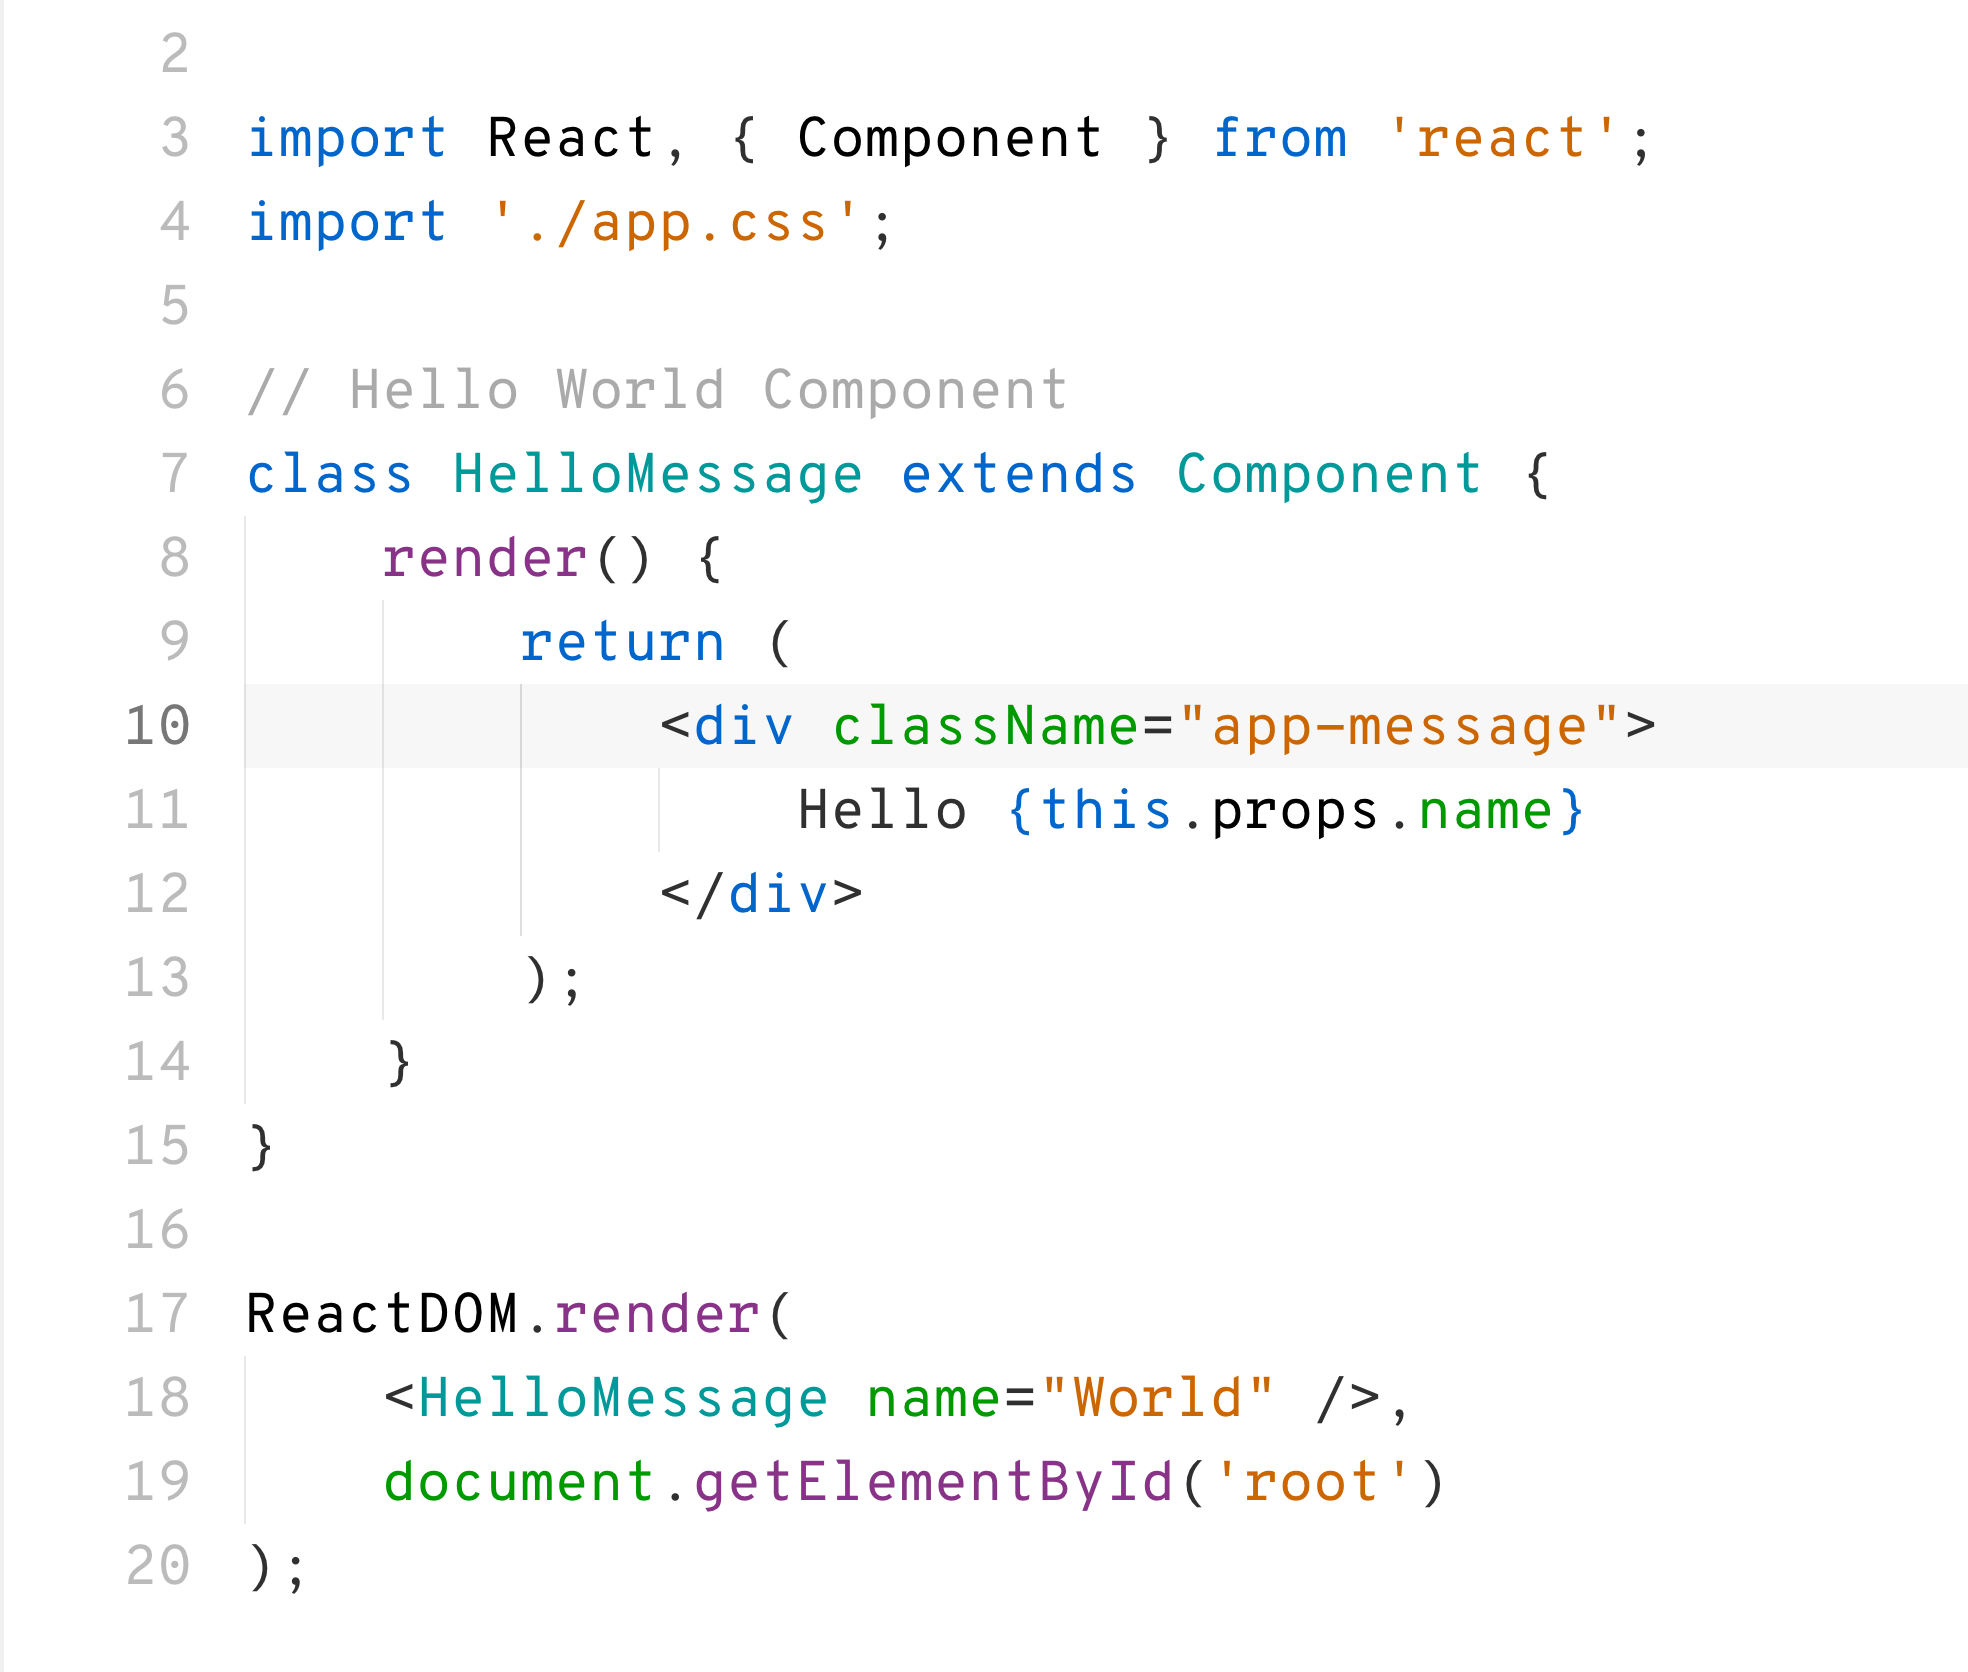 2
3 import React, { Component } from 'react';
4 import './app.css';
5
6 // Hello World Component
7 class HelloMessage extends Component {
8     render() {
9         return (
10             <div className="app-message">
11                 Hello {this.props.name}
12             </div>
13         );
14     }
15 }
16
17 ReactDOM.render(
18     <HelloMessage name="World" />,
19     document.getElementById('root')
20 );